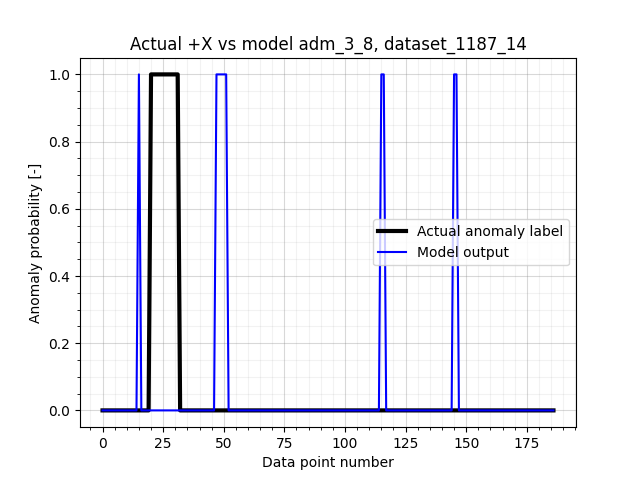 Actual +X vs model adm_3_8, dataset_1187_14
Anomaly probability [-]
1.0
0.8
0.6
0.4
0.2
0.0
Actual anomaly label
Model output
0 25 50 75 100 125 150 175
Data point number